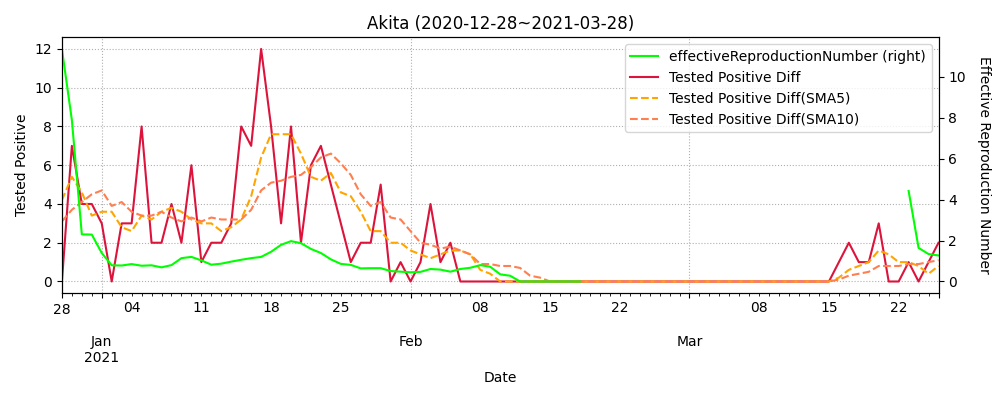 Akita (2020-12-28~2021-03-28)
effectiveReproductionNumber (right)
Tested Positive Diff
Tested Positive Diff(SMA5)
Tested Positive Diff(SMA10)
Tested Positive
12
10
8
6
4
2
0
Effective Reproduction Number
10
8
6
4
2
0
28 04 11 18 25 08 15 22 08 15 22
Jan Feb Mar
2021
Date